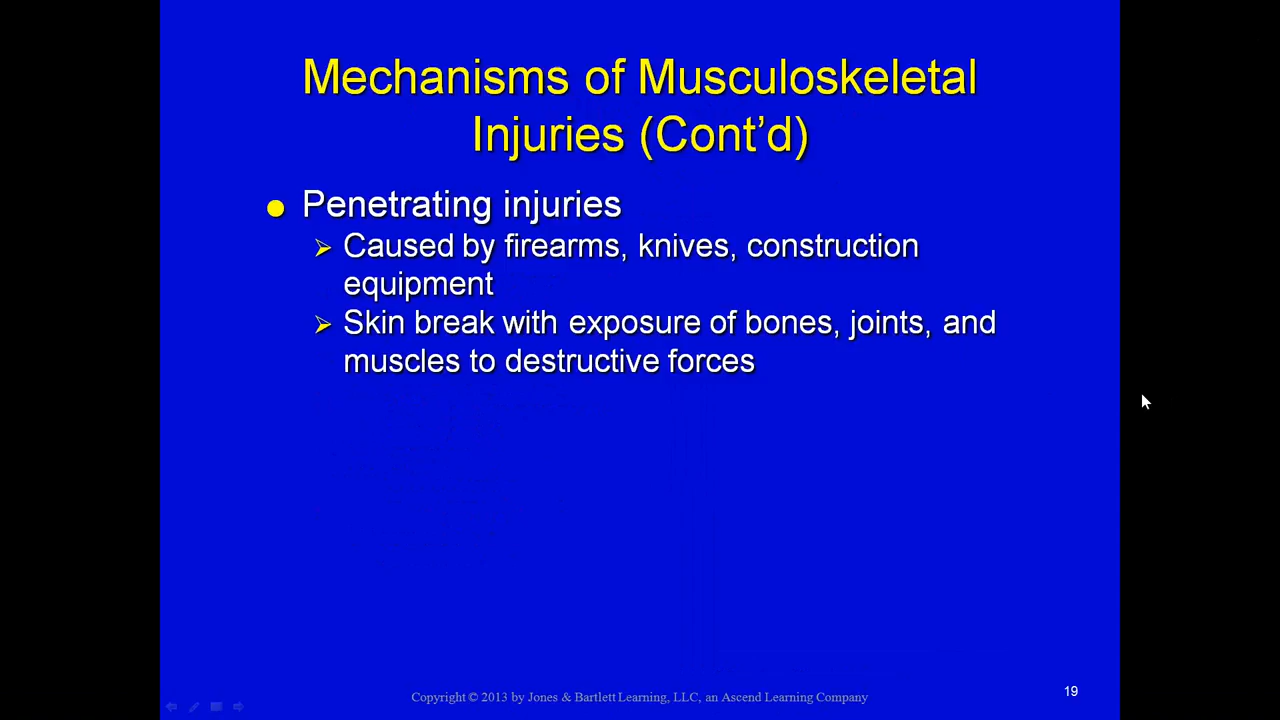 Mechanisms of Musculoskeletal
Injuries (Cont’d)
Penetrating injuries
Caused by firearms, knives, construction
equipment
Skin break with exposure of bones, joints, and
muscles to destructive forces
Copyright © 2013 by Jones & Bartlett Learning, LLC, an Ascend Learning Company
19